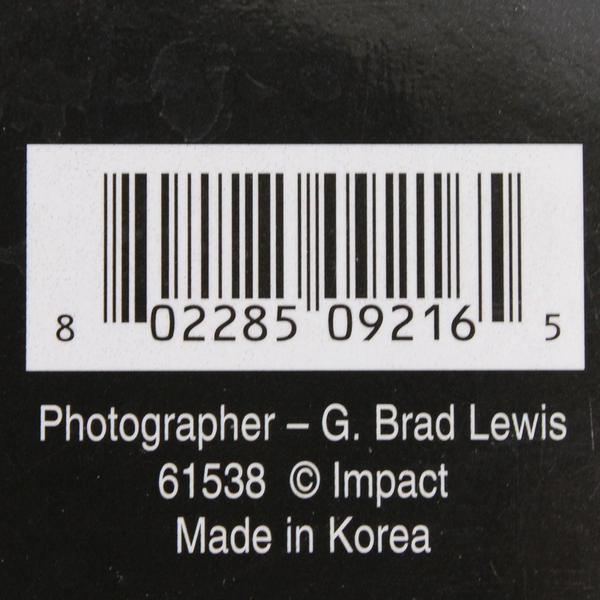 8 02285 09216 5
Photographer – G. Brad Lewis
61538 © Impact
Made in Korea